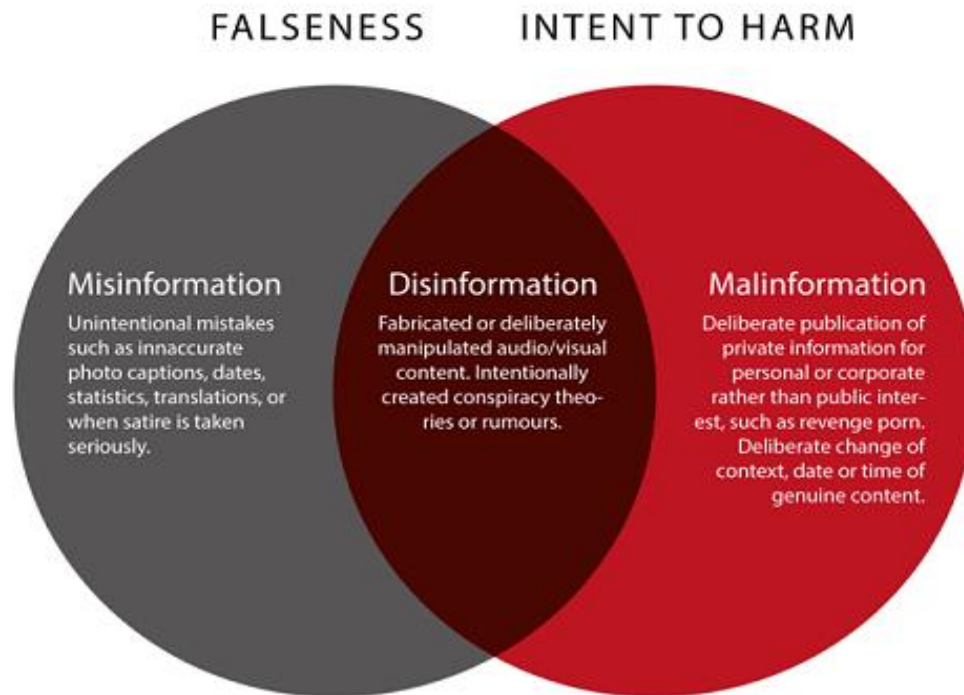 FALSENESS
INTENT TO HARM
Misinformation
Unintentional mistakes
such as innaccurate
photo captions, dates,
statistics, translations, or
when satire is taken
seriously.
Disinformation
Fabricated or deliberately
manipulated audio/visual
content. Intentionally
created conspiracy theo-
ries or rumours.
Malinformation
Deliberate publication of
private information for
personal or corporate
rather than public inter-
est, such as revenge porn.
Deliberate change of
context, date or time of
genuine content.